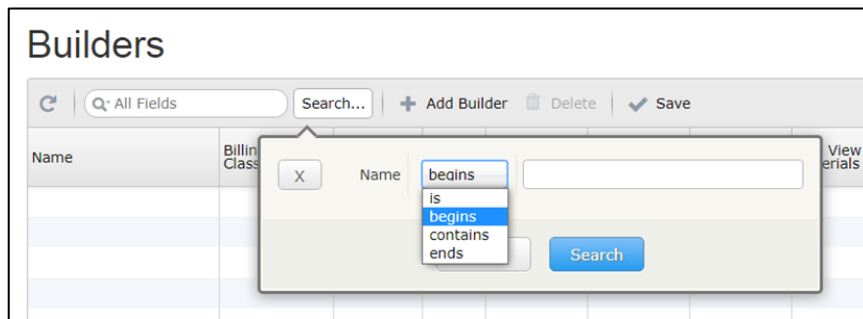 Builders
All Fields Search... Add Builder Delete Save
Name
Billin
Class
View
erials
X Name begins
is
begins
contains
ends
Search